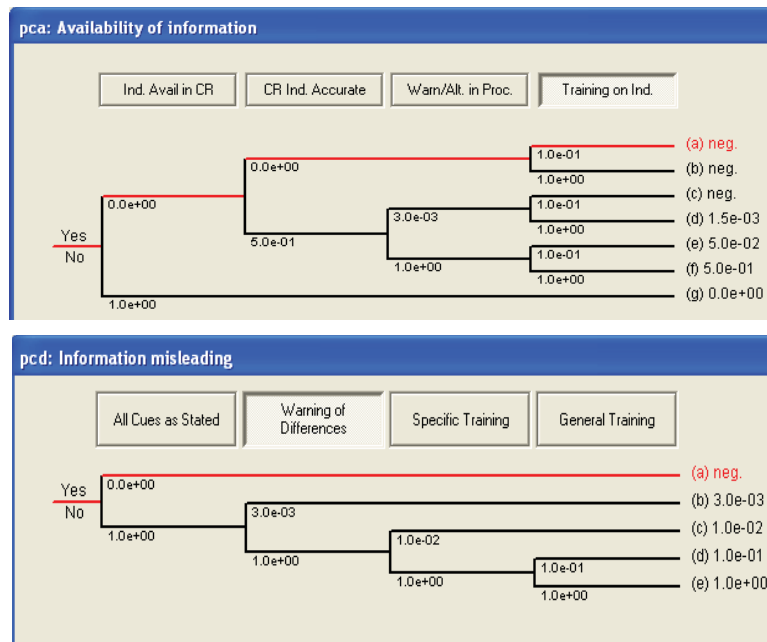 pca: Availability of information
Ind. Avail in CR CR Ind. Accurate Warn/Alt. in Proc. Training on Ind.
(a) neg.
0.0e+00 1.0e-01
(b) neg.
1.0e+00
(c) neg.
0.0e+00 3.0e-03 1.0e-01
(d) 1.5e-03
Yes 5.0e-01 1.0e+00
(e) 5.0e-02
No 1.0e+00 1.0e-01
(f) 5.0e-01
1.0e+00
(g) 0.0e+00
1.0e+00
pcd: Information misleading
All Cues as Stated Warning of Differences Specific Training General Training
(a) neg.
Yes 0.0e+00
(b) 3.0e-03
No 3.0e-03
1.0e+00
(c) 1.0e-02
1.0e-02
1.0e+00
(d) 1.0e-01
1.0e-01
1.0e+00
(e) 1.0e+00
1.0e+00